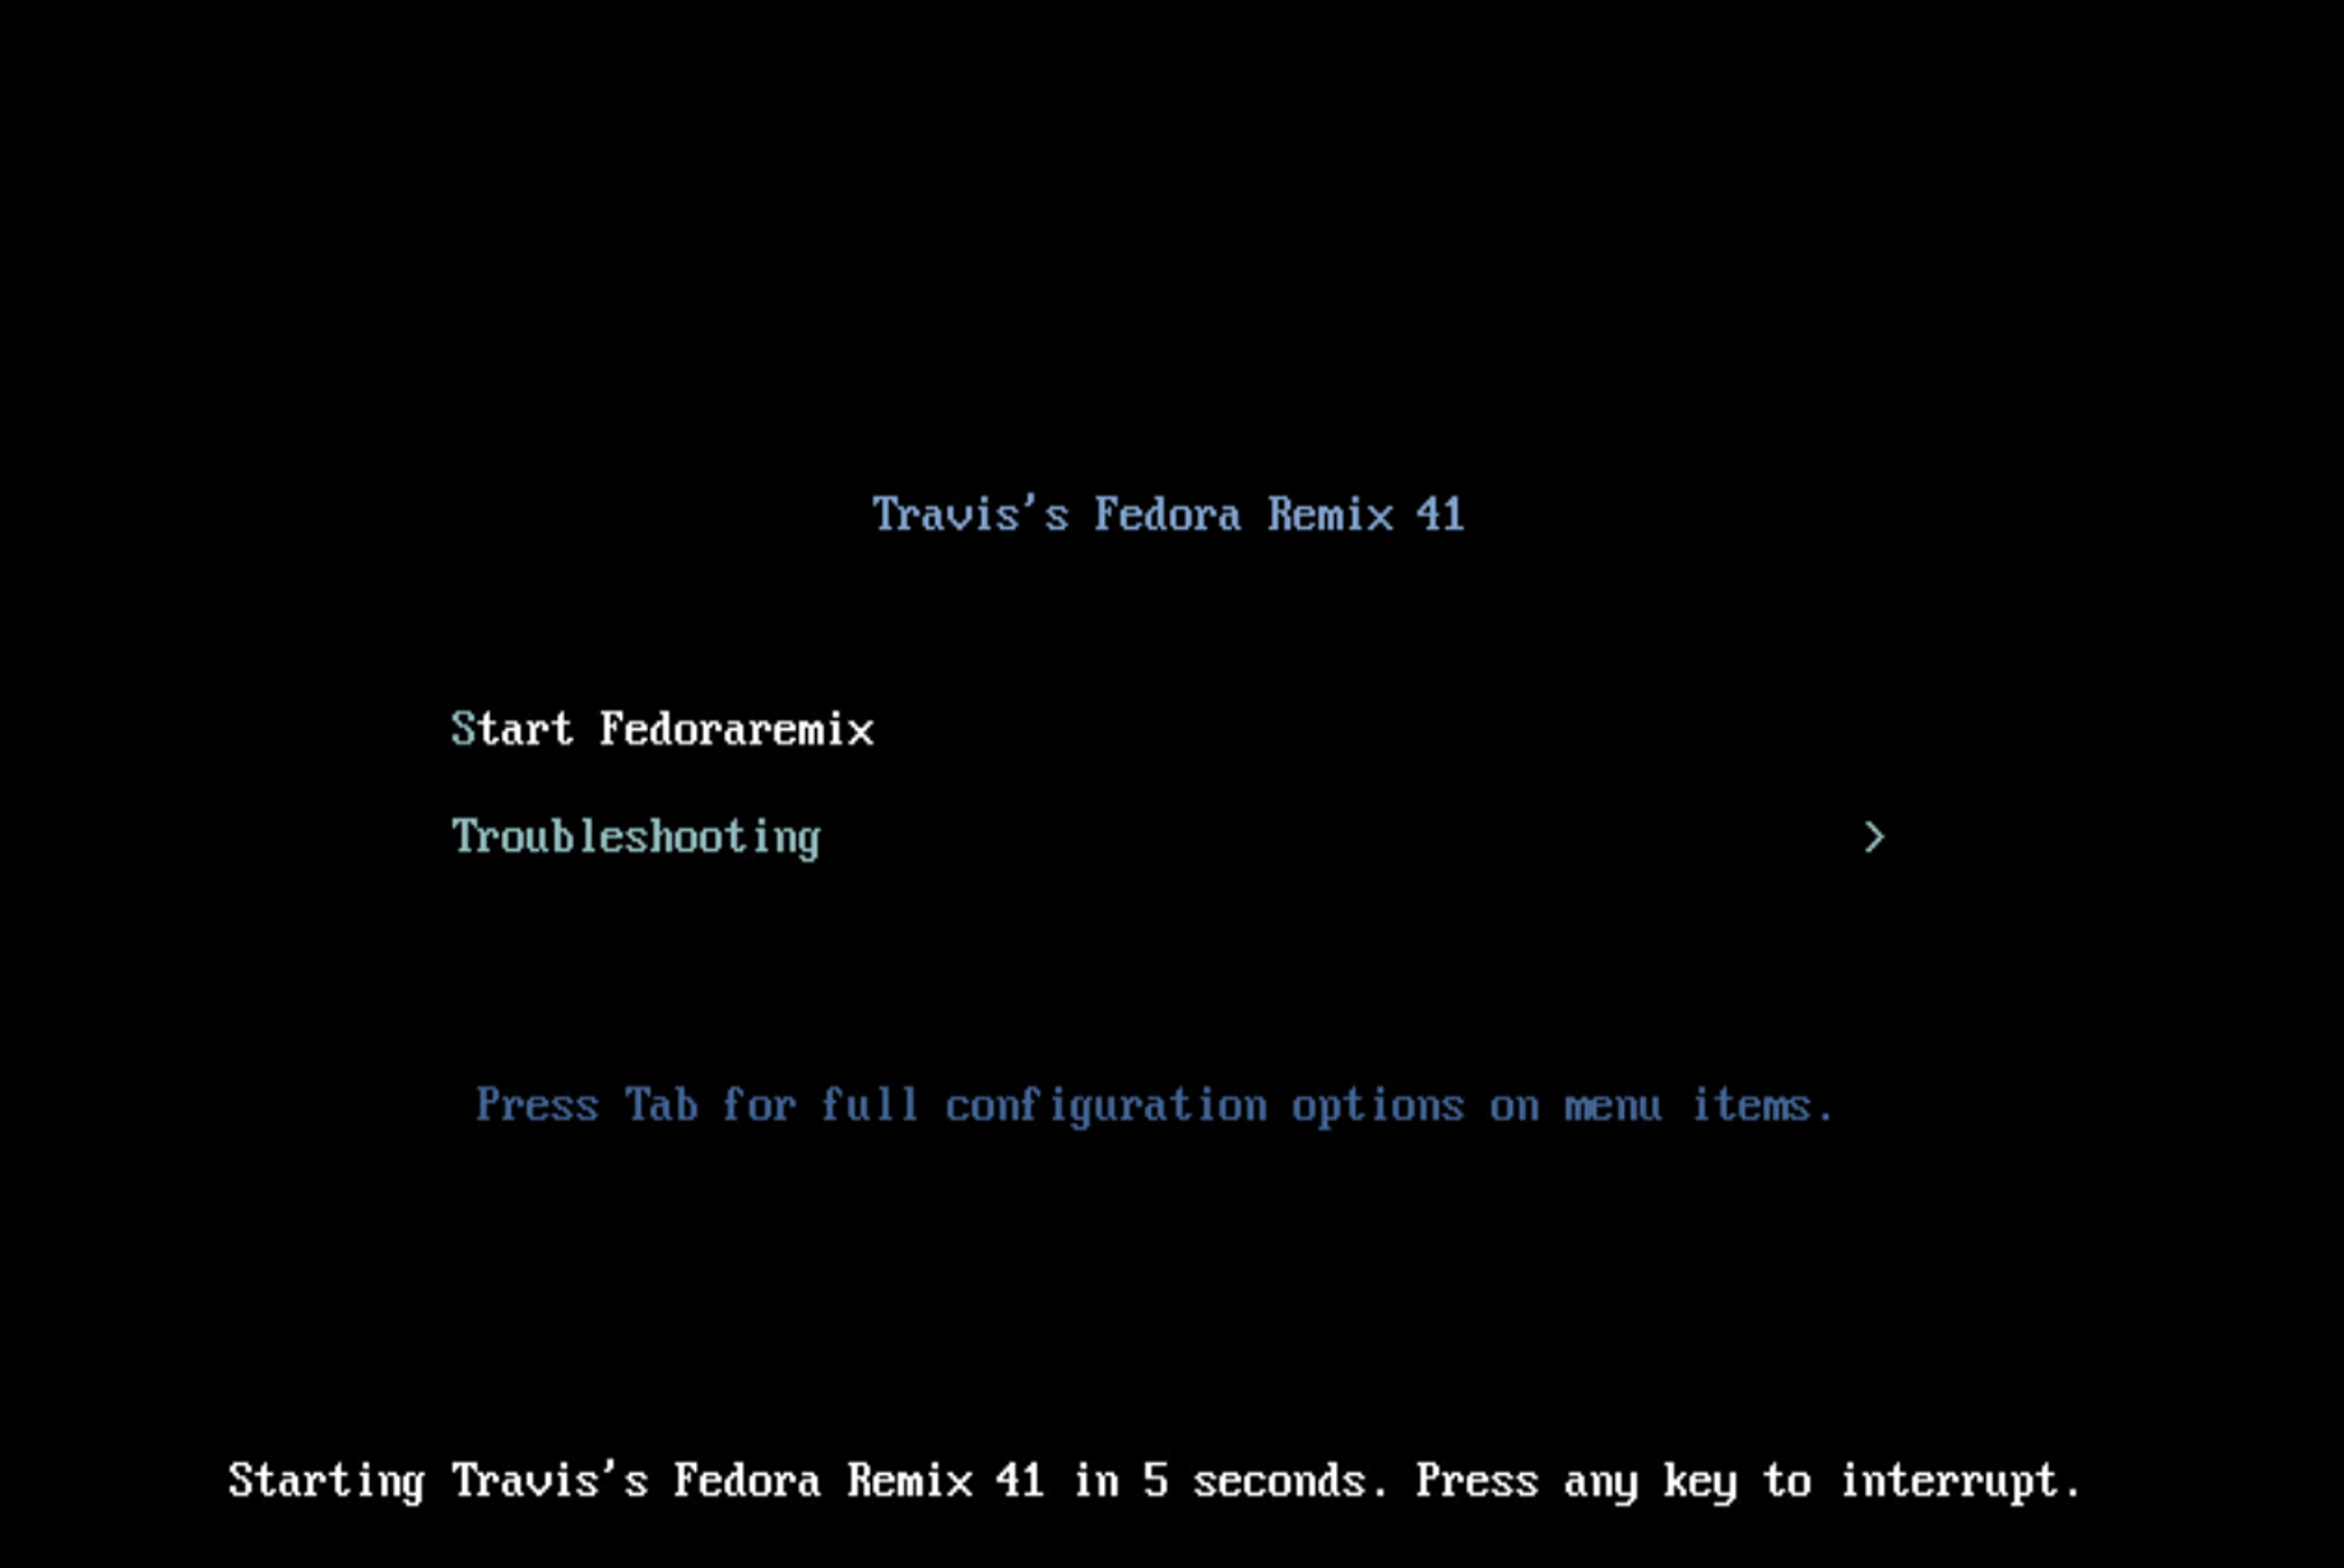 Travis's Fedora Remix 41
Start Fedoraremix
Troubleshooting >
Press Tab for full configuration options on menu items.
Starting Travis's Fedora Remix 41 in 5 seconds. Press any key to interrupt.